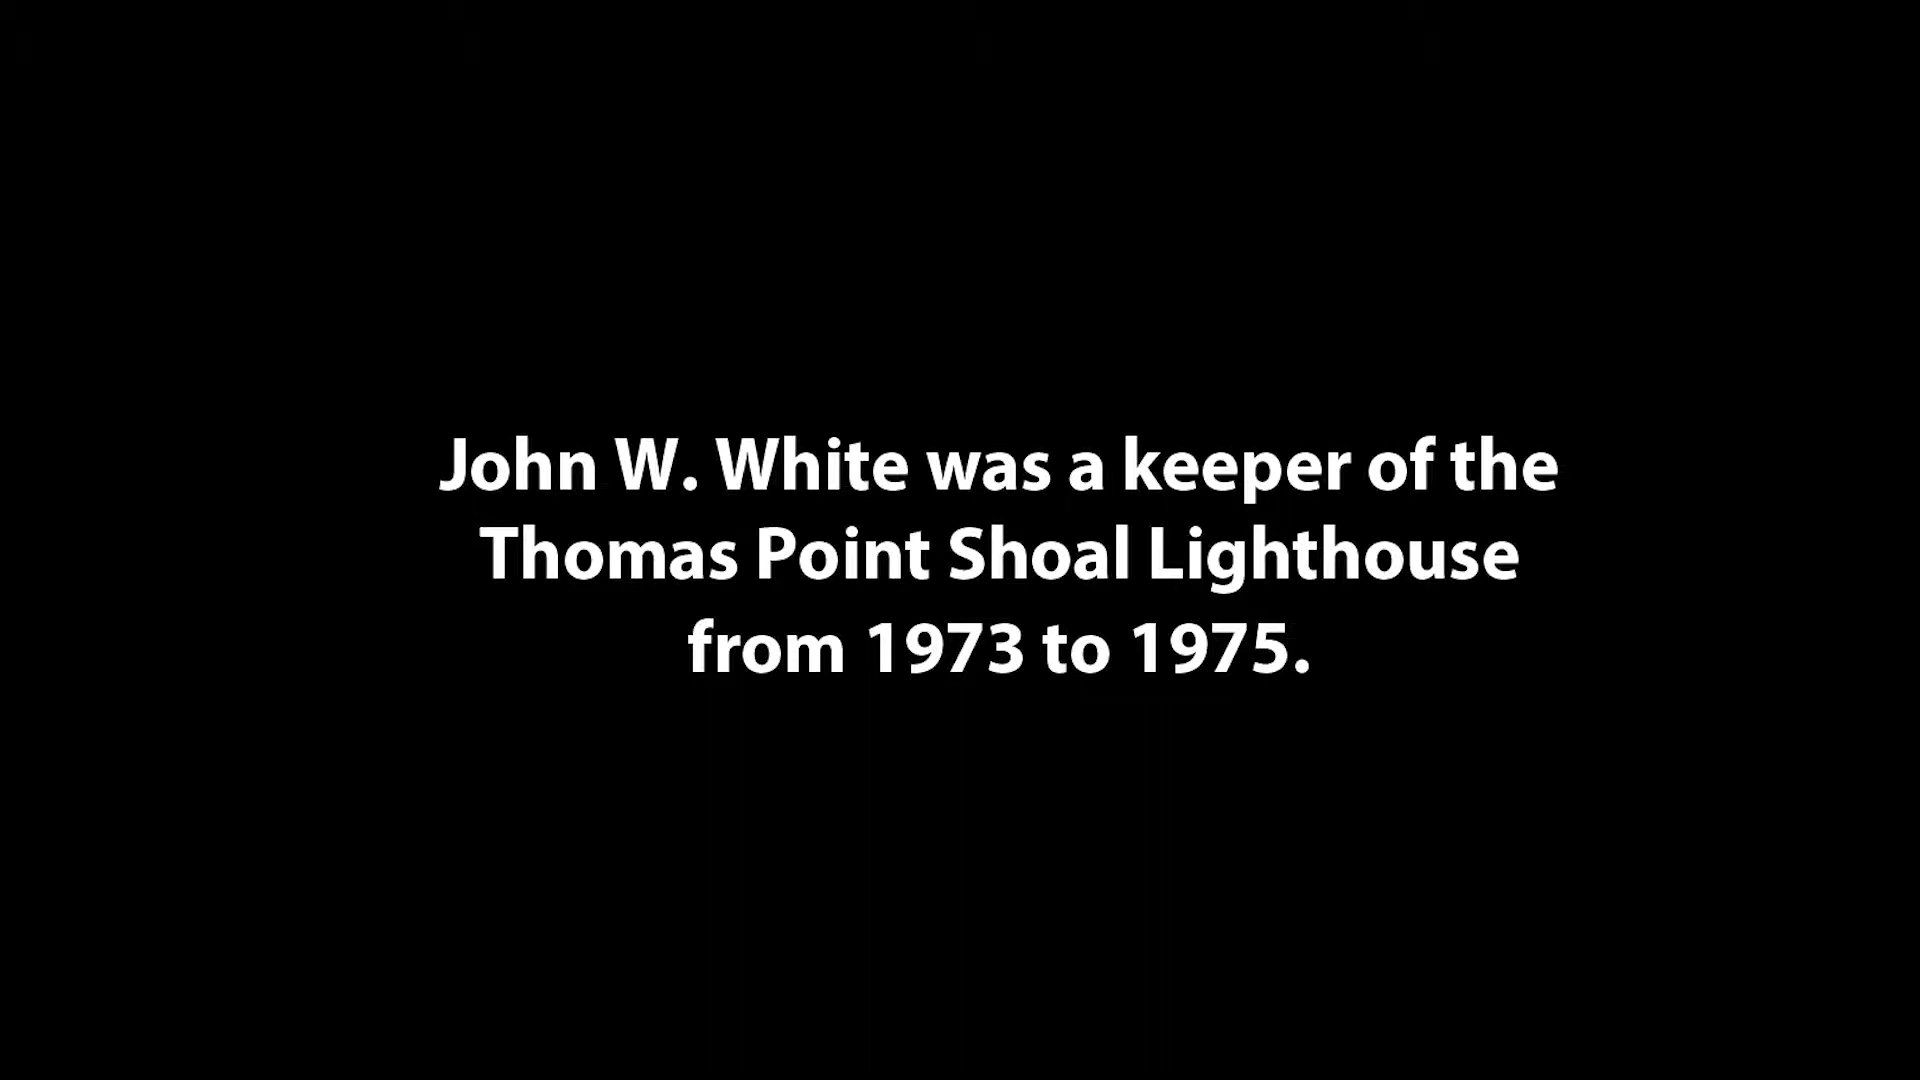 John W. White was a keeper of the
Thomas Point Shoal Lighthouse
from 1973 to 1975.